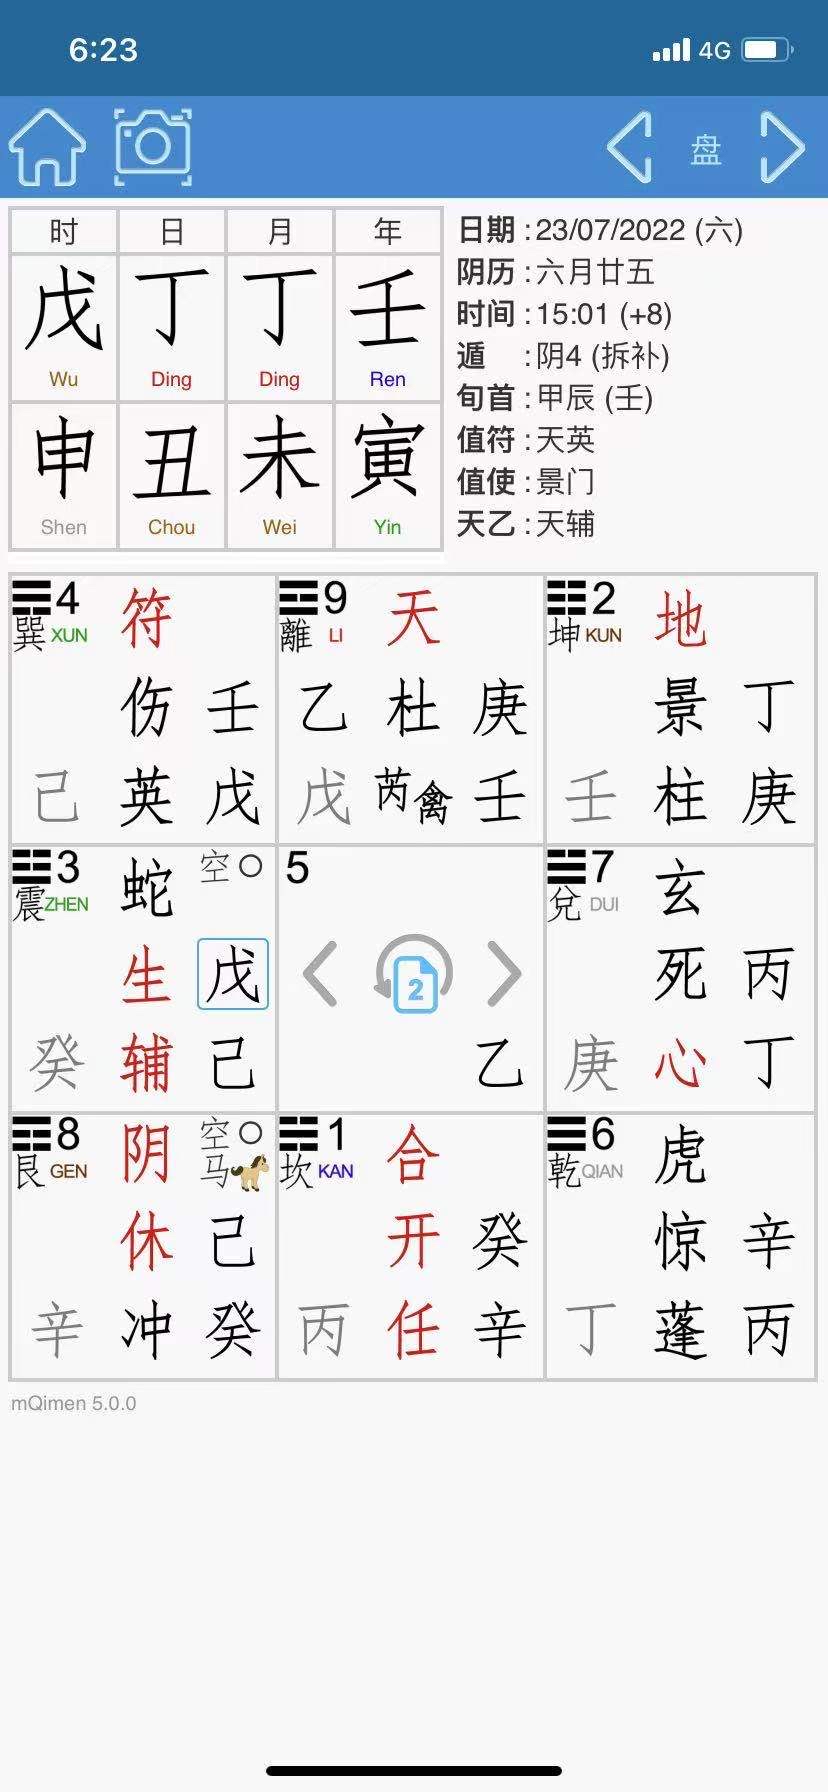 6:23
4G
盘
时 日 月 年
戊 丁 丁 壬
Wu Ding Ding Ren
申 丑 未 寅
Shen Chou Wei Yin
日期 : 23/07/2022 (六)
阴历 : 六月廿五
时间 : 15:01 (+8)
遁 : 阴4 (拆补)
旬首 : 甲辰 (壬)
值符 : 天英
值使 : 景门
天乙 : 天辅
4 符
巽 XUN
伤 壬
己 英 戊
9 天
離 LI
乙 杜 庚
戊 芮禽 壬
2 地
坤 KUN
景 丁
壬 柱 庚
3 蛇 空
震 ZHEN
生 戊
癸 辅 己
5
2
乙
7 玄
兌 DUI
死 丙
庚 心 丁
8 阴 空
艮 GEN 马
休 己
辛 冲 癸
1 合
坎 KAN
开 癸
丙 任 辛
6 虎
乾 QIAN
惊 辛
丁 蓬 丙
mQimen 5.0.0